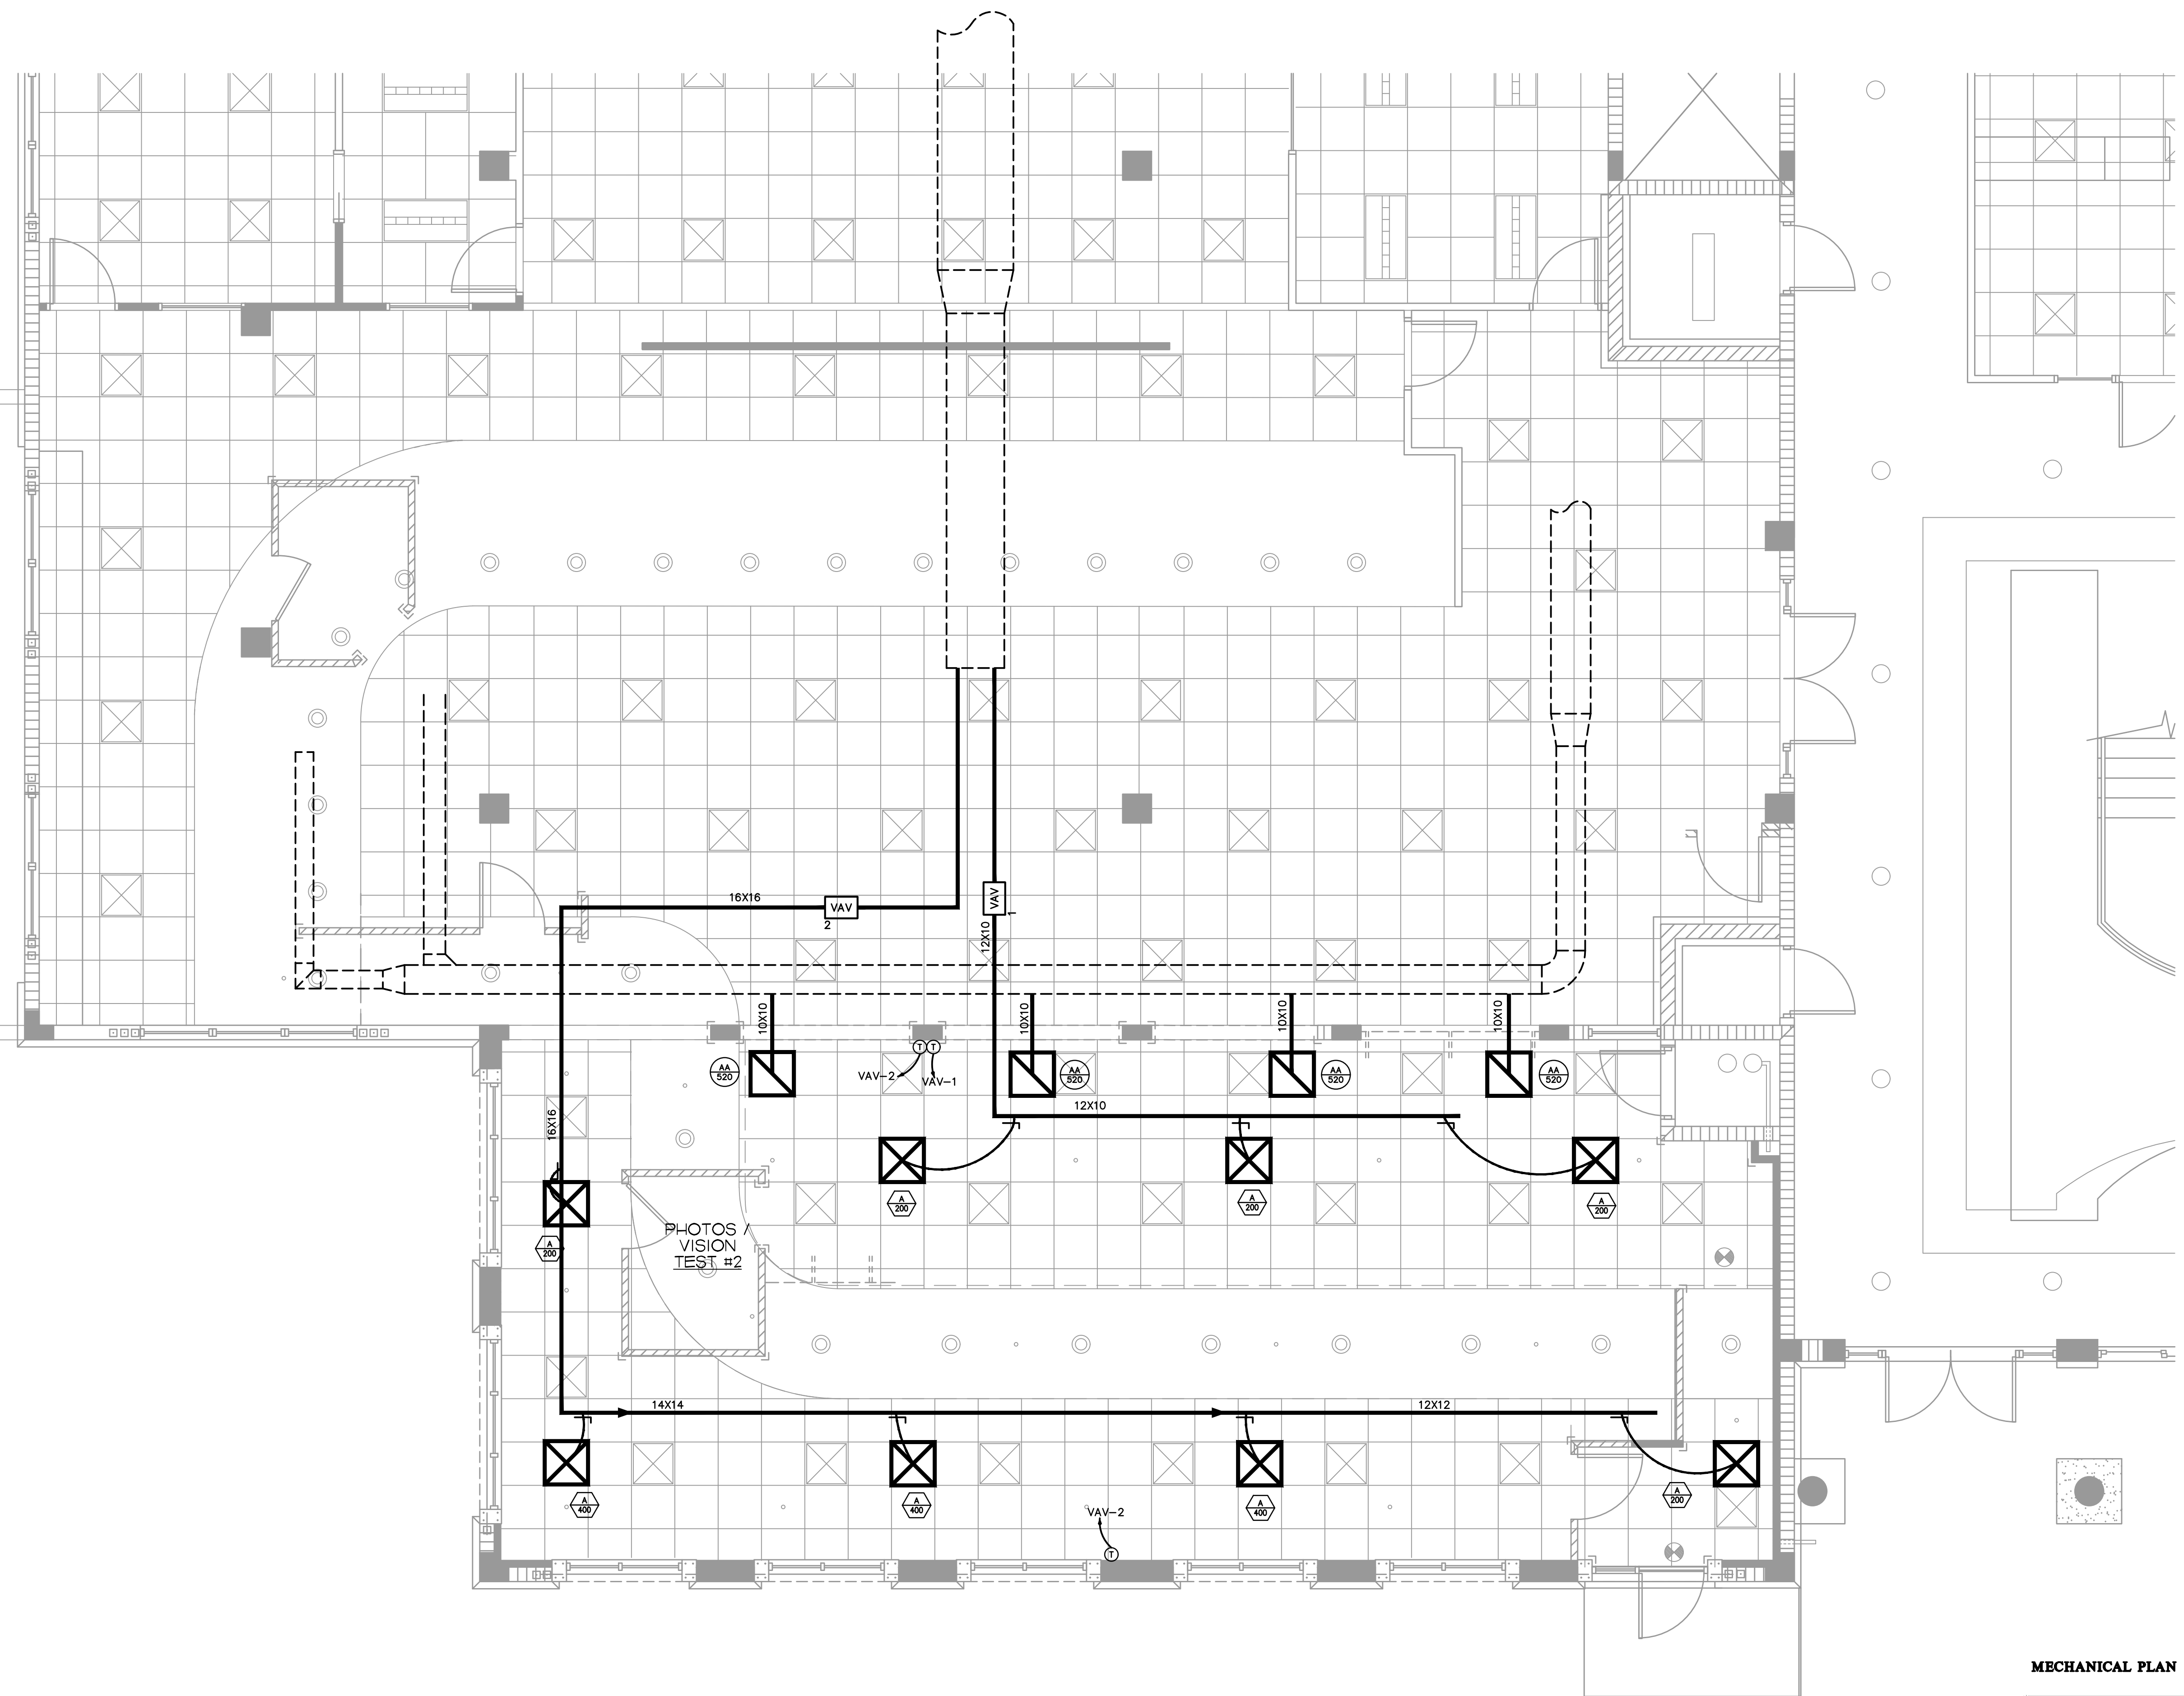 16X16
VAV
2
VAV
1
12X10
10X10
10X10
10X10
10X10
AA
520
T
T
VAV-2
VAV-1
AA
520
AA
520
AA
520
12X10
16X16
A
200
A
200
A
200
A
200
PHOTOS /
VISION
TEST #2
14X14
12X12
A
400
A
400
A
400
A
200
VAV-2
T
MECHANICAL PLAN